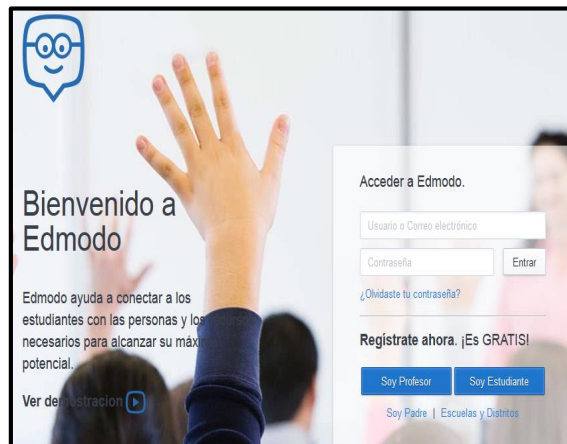 Bienvenido a
Edmodo
Edmodo ayuda a conectar a los
estudiantes con las personas y los
necesarios para alcanzar su máximo
potencial.
Ver demostracion
Acceder a Edmodo.
Usuario o Correo electrónico
Contraseña
Entrar
¿Olvidaste tu contraseña?
Regístrate ahora. ¡Es GRATIS!
Soy Profesor
Soy Estudiante
Soy Padre | Escuelas y Distritos